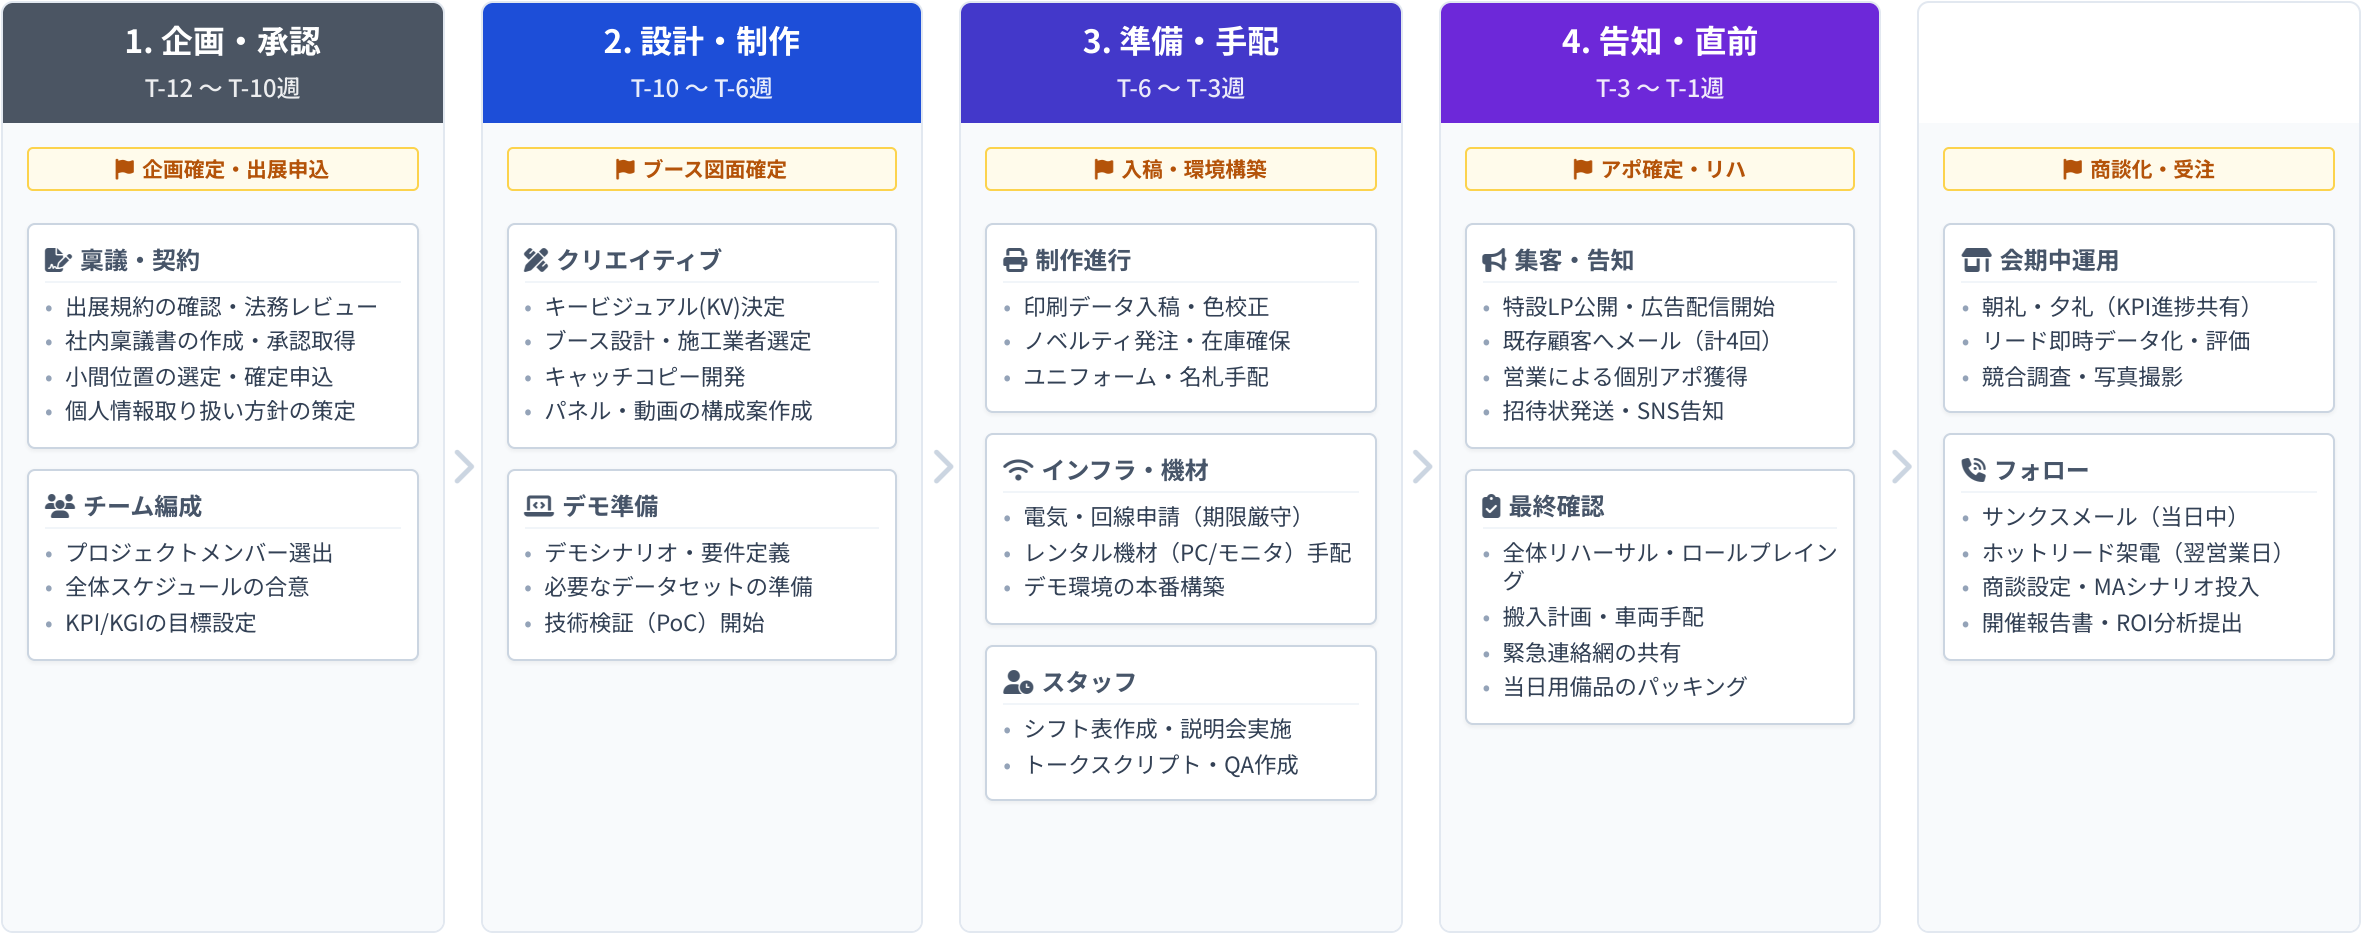 1. 企画・承認
T-12 〜 T-10週
企画確定・出展申込
稟議・契約
• 出展規約の確認・法務レビュー
• 社内稟議書の作成・承認取得
• 小間位置の選定・確定申込
• 個人情報取り扱い方針の策定
チーム編成
• プロジェクトメンバー選出
• 全体スケジュールの合意
• KPI/KGIの目標設定
2. 設計・制作
T-10 〜 T-6週
ブース図面確定
クリエイティブ
• キービジュアル(KV)決定
• ブース設計・施工業者選定
• キャッチコピー開発
• パネル・動画の構成案作成
デモ準備
• デモシナリオ・要件定義
• 必要なデータセットの準備
• 技術検証（PoC）開始
3. 準備・手配
T-6 〜 T-3週
入稿・環境構築
制作進行
• 印刷データ入稿・色校正
• ノベルティ発注・在庫確保
• ユニフォーム・名札手配
インフラ・機材
• 電気・回線申請（期限厳守）
• レンタル機材（PC/モニタ）手配
• デモ環境の本番構築
スタッフ
• シフト表作成・説明会実施
• トークスクリプト・QA作成
4. 告知・直前
T-3 〜 T-1週
アポ確定・リハ
集客・告知
• 特設LP公開・広告配信開始
• 既存顧客へメール（計4回）
• 営業による個別アポ獲得
• 招待状発送・SNS告知
最終確認
• 全体リハーサル・ロールプレイン
グ
• 搬入計画・車両手配
• 緊急連絡網の共有
• 当日用備品のパッキング
商談化・受注
会期中運用
• 朝礼・夕礼（KPI進捗共有）
• リード即時データ化・評価
• 競合調査・写真撮影
フォロー
• サンクスメール（当日中）
• ホットリード架電（翌営業日）
• 商談設定・MAシナリオ投入
• 開催報告書・ROI分析提出